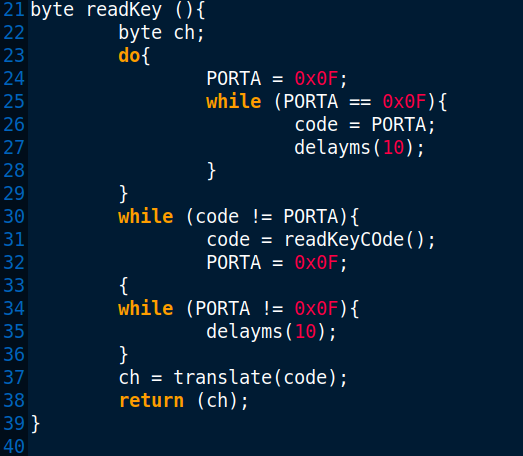 21 byte readKey (){
22         byte ch;
23         do{
24                 PORTA = 0x0F;
25                 while (PORTA == 0x0F){
26                         code = PORTA;
27                         delayms(10);
28                 }
29         }
30         while (code != PORTA){
31                 code = readKeyCOde();
32                 PORTA = 0x0F;
33         {
34         while (PORTA != 0x0F){
35                 delayms(10);
36         }
37         ch = translate(code);
38         return (ch);
39 }
40